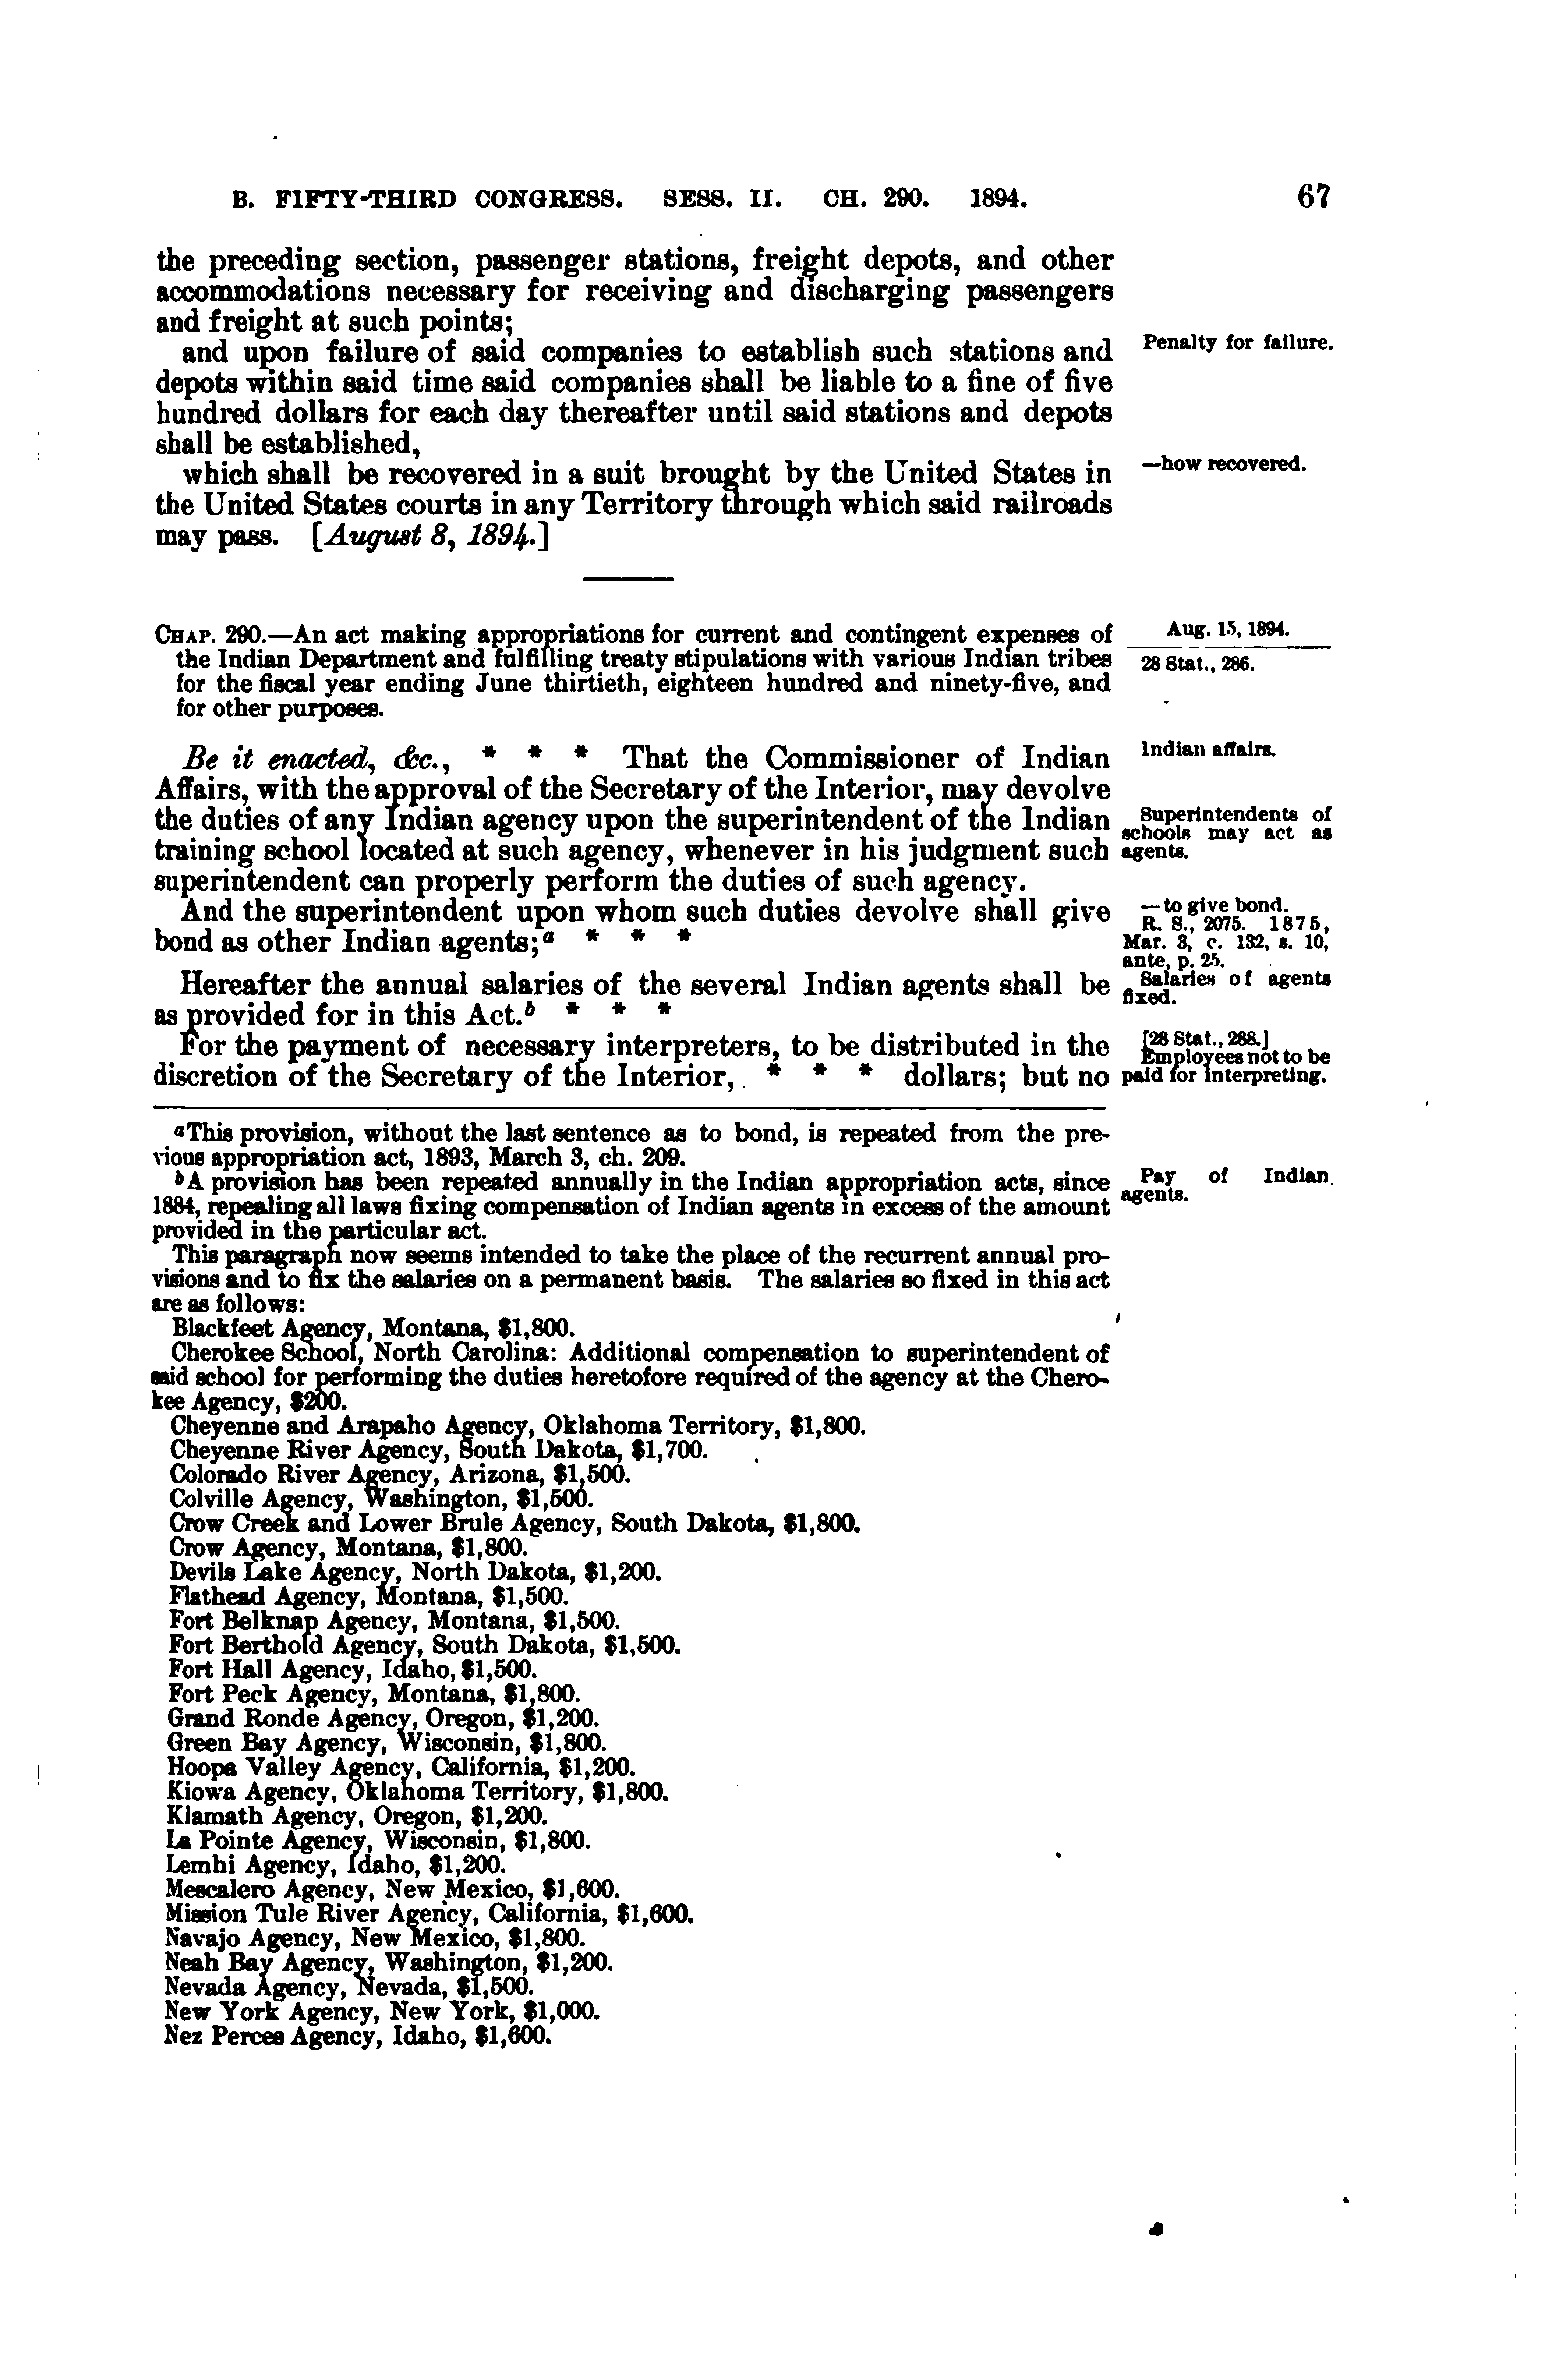 B. FIFTY-THIRD CONGRESS. SESS. II. CH. 290. 1894. 67
the preceding section, passenger stations, freight depots, and other
accommodations necessary for receiving and discharging passengers
and freight at such points;
and upon failure of said companies to establish such stations and
depots within said time said companies shall be liable to a fine of five
hundred dollars for each day thereafter until said stations and depots
shall be established,
which shall be recovered in a suit brought by the United States in
the United States courts in any Territory through which said railroads
may pass. [August 8, 1894.]
Penalty for failure.
—how recovered.
CHAP. 290.—An act making appropriations for current and contingent expenses of
the Indian Department and fulfilling treaty stipulations with various Indian tribes
for the fiscal year ending June thirtieth, eighteen hundred and ninety-five, and
for other purposes.
Aug. 15, 1894.
28 Stat., 286.
Be it enacted, &c., * * * That the Commissioner of Indian
Affairs, with the approval of the Secretary of the Interior, may devolve
the duties of any Indian agency upon the superintendent of the Indian
training school located at such agency, whenever in his judgment such
superintendent can properly perform the duties of such agency.
And the superintendent upon whom such duties devolve shall give
bond as other Indian agents;a * * *
Hereafter the annual salaries of the several Indian agents shall be
as provided for in this Act.b * * *
For the payment of necessary interpreters, to be distributed in the
discretion of the Secretary of the Interior, * * * dollars; but no
Indian affairs.
Superintendents of
schools may act as
agents.
—to give bond.
R. S., 2075. 1875,
Mar. 3, c. 132, s. 10,
ante, p. 25.
Salaries of agents
fixed.
[28 Stat., 288.]
Employees not to be
paid for interpreting.
aThis provision, without the last sentence as to bond, is repeated from the pre-
vious appropriation act, 1893, March 3, ch. 209.
bA provision has been repeated annually in the Indian appropriation acts, since
1884, repealing all laws fixing compensation of Indian agents in excess of the amount
provided in the particular act.
Pay of Indian
agents.
This paragraph now seems intended to take the place of the recurrent annual pro-
visions and to fix the salaries on a permanent basis. The salaries so fixed in this act
are as follows:
Blackfeet Agency, Montana, $1,800.
Cherokee School, North Carolina: Additional compensation to superintendent of
said school for performing the duties heretofore required of the agency at the Chero-
kee Agency, $200.
Cheyenne and Arapaho Agency, Oklahoma Territory, $1,800.
Cheyenne River Agency, South Dakota, $1,700.
Colorado River Agency, Arizona, $1,500.
Colville Agency, Washington, $1,500.
Crow Creek and Lower Brule Agency, South Dakota, $1,800.
Crow Agency, Montana, $1,800.
Devils Lake Agency, North Dakota, $1,200.
Flathead Agency, Montana, $1,500.
Fort Belknap Agency, Montana, $1,500.
Fort Berthold Agency, South Dakota, $1,500.
Fort Hall Agency, Idaho, $1,500.
Fort Peck Agency, Montana, $1,800.
Grand Ronde Agency, Oregon, $1,200.
Green Bay Agency, Wisconsin, $1,800.
Hoopa Valley Agency, California, $1,200.
Kiowa Agency, Oklahoma Territory, $1,800.
Klamath Agency, Oregon, $1,200.
La Pointe Agency, Wisconsin, $1,800.
Lemhi Agency, Idaho, $1,200.
Mescalero Agency, New Mexico, $1,600.
Mission Tule River Agency, California, $1,600.
Navajo Agency, New Mexico, $1,800.
Neah Bay Agency, Washington, $1,200.
Nevada Agency, Nevada, $1,500.
New York Agency, New York, $1,000.
Nez Perces Agency, Idaho, $1,600.